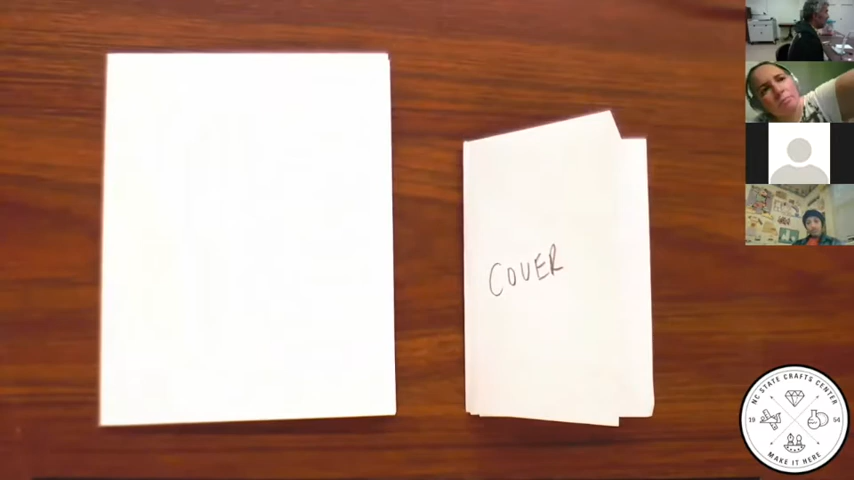 COVER
NC STATE CRAFTS CENTER
19 64
MAKE IT HERE